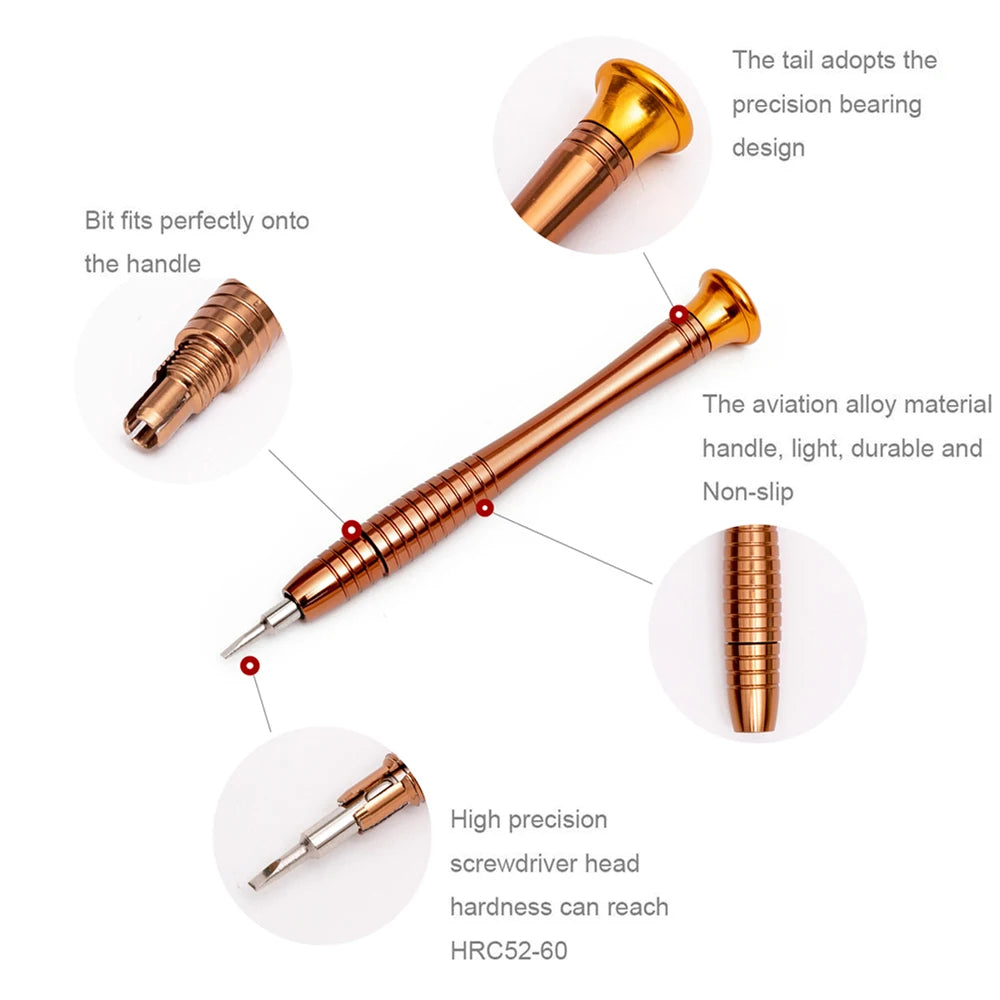 The tail adopts the
precision bearing
design
Bit fits perfectly onto
the handle
The aviation alloy material
handle, light, durable and
Non-slip
High precision
screwdriver head
hardness can reach
HRC52-60